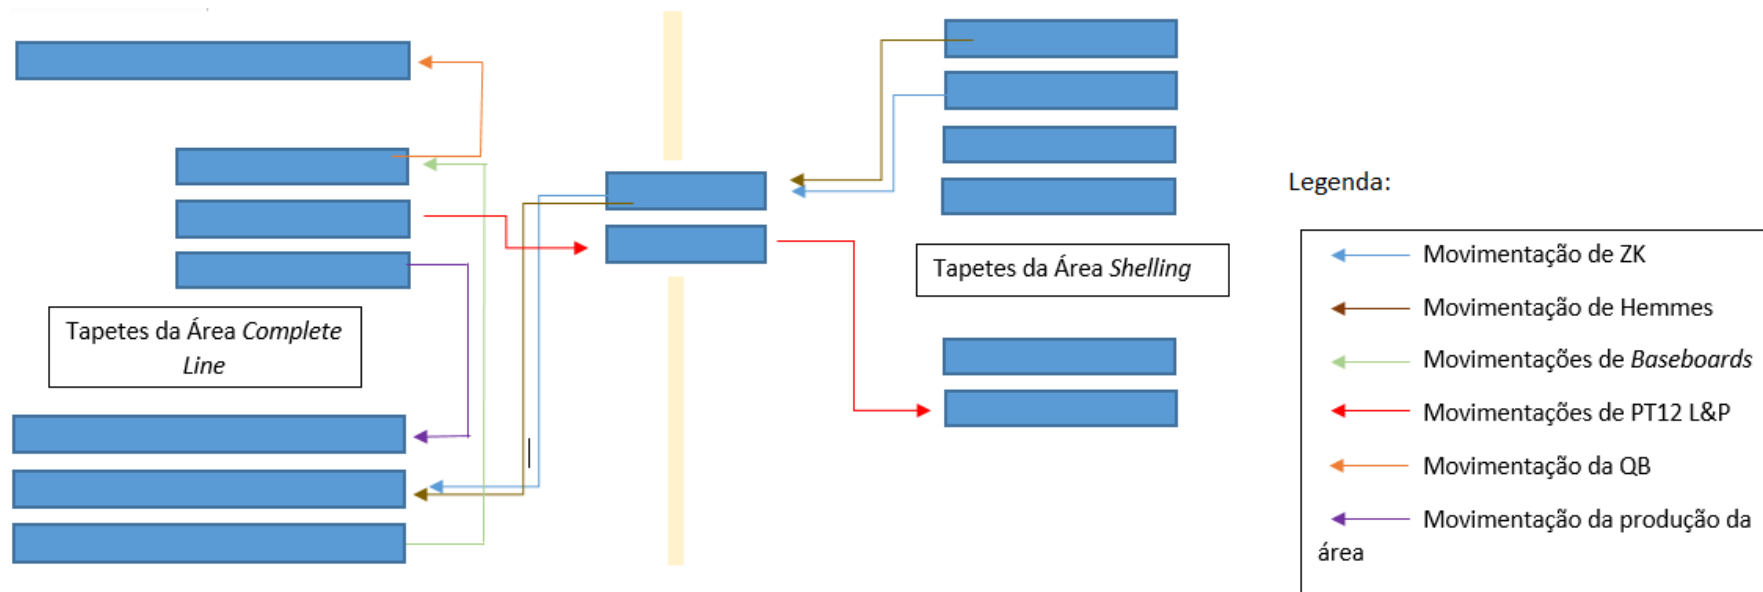 Tapetes da Área Complete
Line
Tapetes da Área Shelling
Legenda:
Movimentação de ZK
Movimentação de Hemmes
Movimentações de Baseboards
Movimentações de PT12 L&P
Movimentação da QB
Movimentação da produção da
área